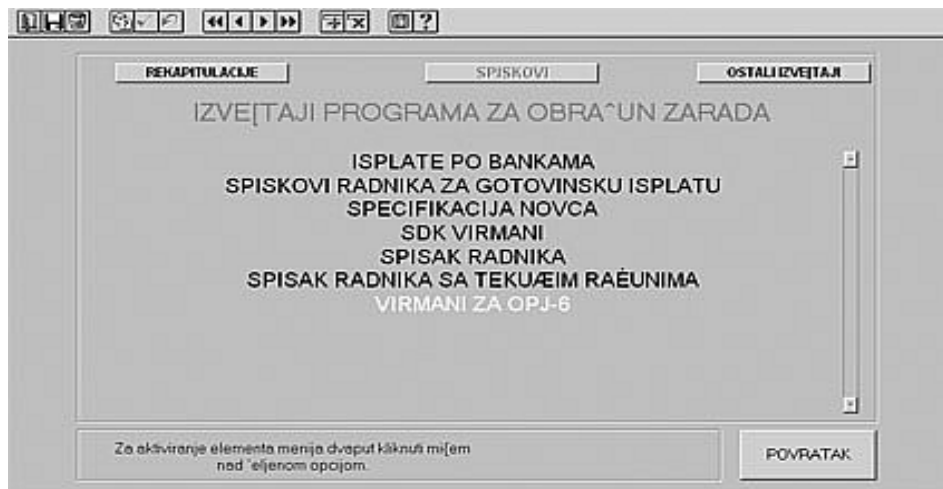 REKAPITULACIJE SPISKOVI OSTALI IZVE[TAJI
IZVE[TAJI PROGRAMA ZA OBRA^UN ZARADA
ISPLATE PO BANKAMA
SPISKOVI RADNIKA ZA GOTOVINSKU ISPLATU
SPECIFIKACIJA NOVCA
SDK VIRMANI
SPISAK RADNIKA
SPISAK RADNIKA SA TEKUÆIM RAÈUNIMA
VIRMANI ZA OPJ-6
Za aktiviranje elementa menija dvaput kliknuti mi[em
nad `eljenom opcijom.
POVRATAK